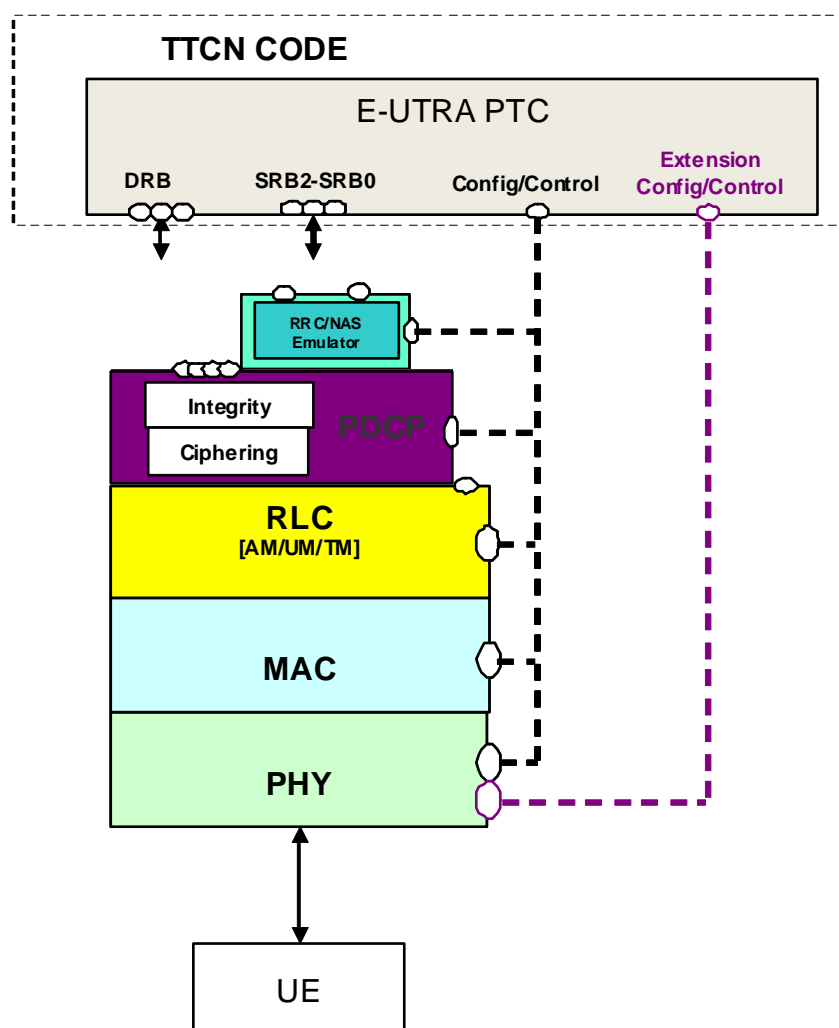 TTCN CODE
E-UTRA PTC
DRB
SRB2-SRB0
Config/Control
Extension
Config/Control
RRC/NAS
Emulator
Integrity
Ciphering
PDCP
RLC
[AM/UM/TM]
MAC
PHY
UE